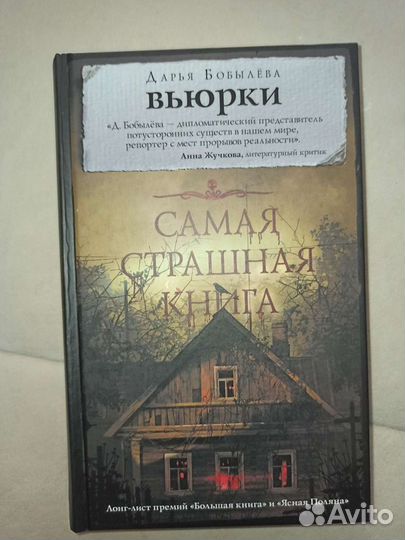 Дарья Бобылёва
ВЬЮРКИ
«Д. Бобылёва – дипломатический представитель
потусторонних существ в нашем мире,
репортер с мест прорывов реальности».
Анна Жучкова, литературный критик
САМАЯ
СТРАШНАЯ
КНИГА
Лонг-лист премий «Большая книга» и «Ясная Поляна»
Avito